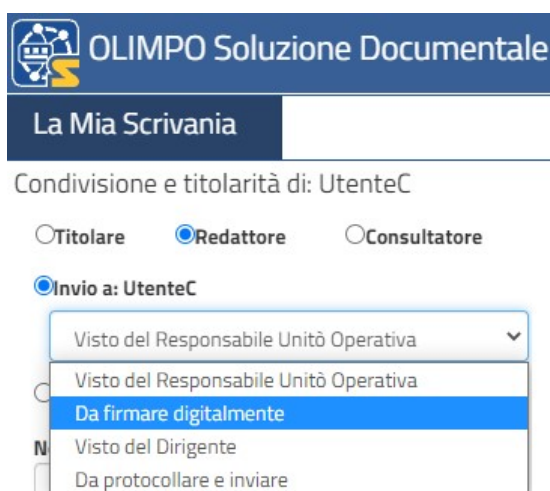 OLIMPO Soluzione Documentale
La Mia Scrivania
Condivisione e titolarità di: UtenteC
Titolare Redattore Consultatore
Invio a: UtenteC
Visto del Responsabile Unitò Operativa
Visto del Responsabile Unitò Operativa
Da firmare digitalmente
Visto del Dirigente
Da protocollare e inviare